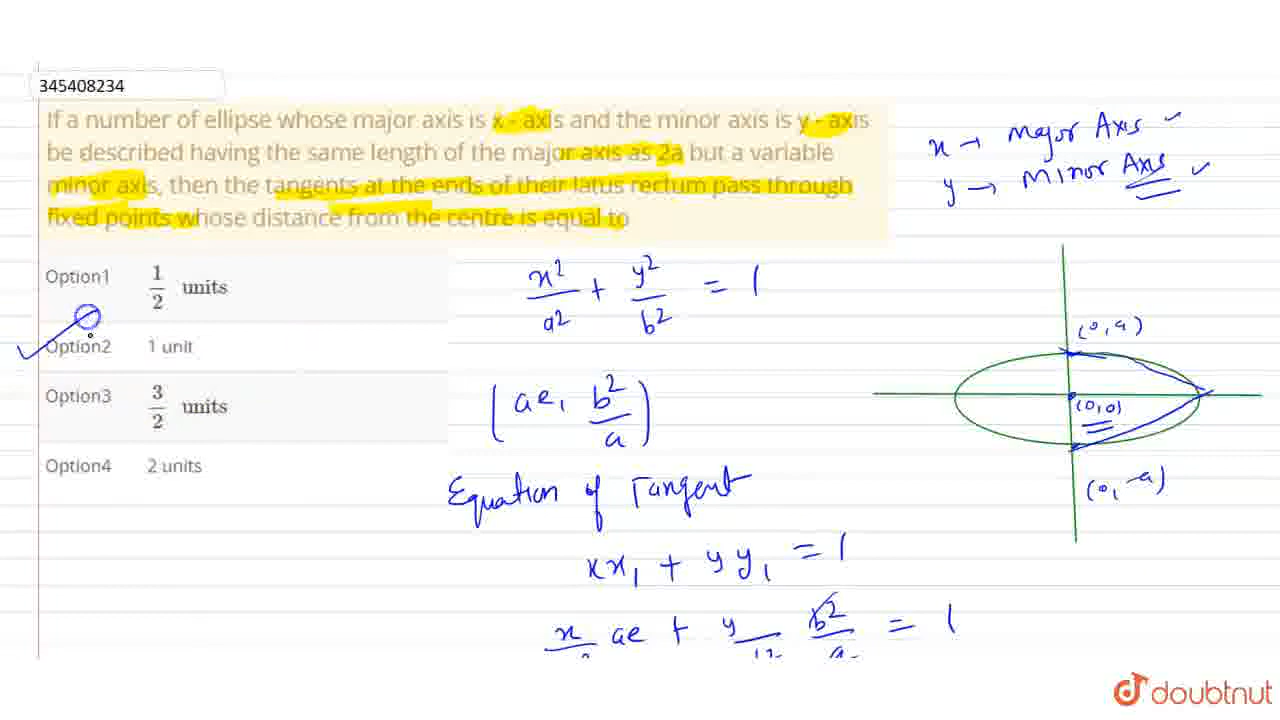 345408234
If a number of ellipse whose major axis is x - axis and the minor axis is y - axis
be described having the same length of the major axis as 2a but a variable
minor axis, then the tangents at the ends of their latus rectum pass through
fixed points whose distance from the centre is equal to
Option1 1/2 units
Option2 1 unit
Option3 3/2 units
Option4 2 units
x → Major Axis ✓
y → Minor Axis ✓
x²/a² + y²/b² = 1
(ae, b²/a)
Equation of Tangent
xx₁ + yy₁ = 1
x/ ae + y/ b²/a = 1
(0, a)
(0,0)
(0, -a)
doubtnut